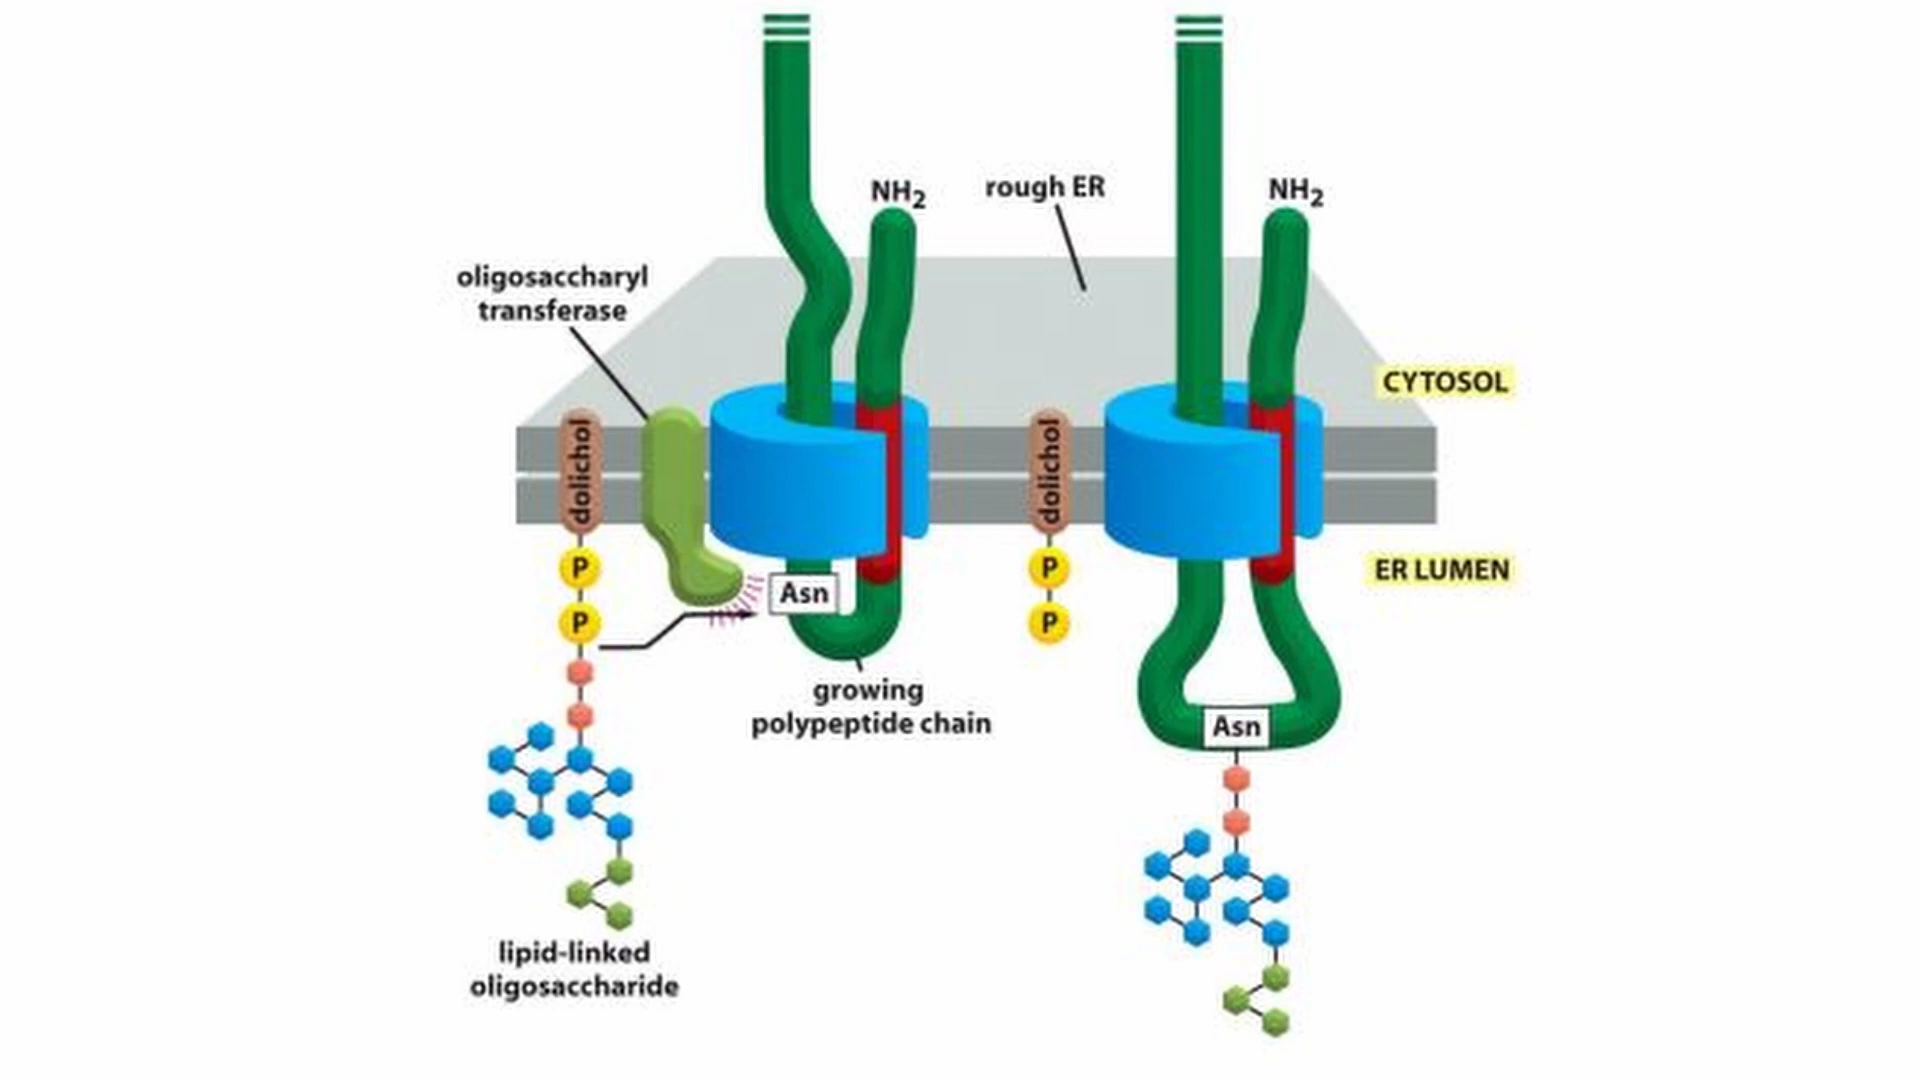 NH2
rough ER
NH2
oligosaccharyl
transferase
CYTOSOL
dolichol
dolichol
P
P
Asn
P
P
ER LUMEN
growing
polypeptide chain
Asn
lipid-linked
oligosaccharide